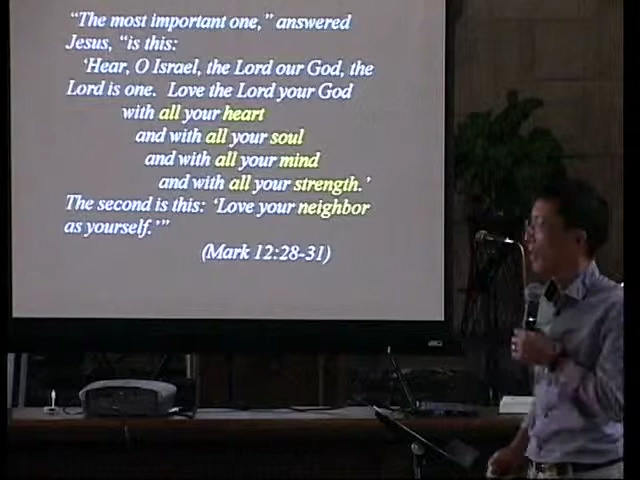 “The most important one,” answered
Jesus, “is this:
‘Hear, O Israel, the Lord our God, the
Lord is one.  Love the Lord your God
with all your heart
and with all your soul
and with all your mind
and with all your strength.’
The second is this: ‘Love your neighbor
as yourself.’”
(Mark 12:28-31)